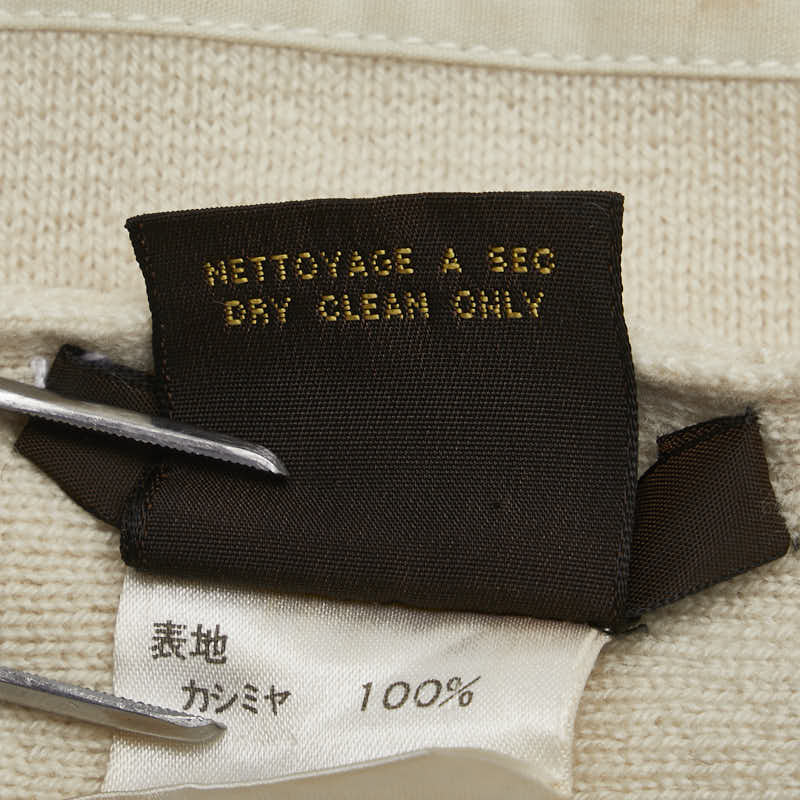 METTOYAGE A SEC
DRY CLEAN ONLY
表地
カシミヤ 100%